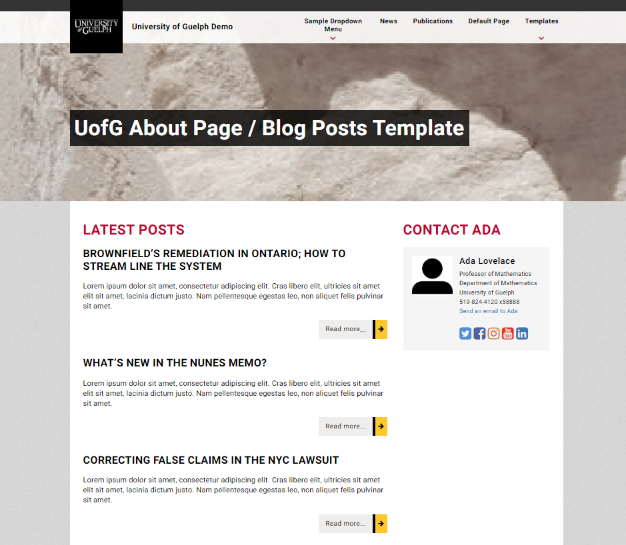 UNIVERSITY
of GUELPH
University of Guelph Demo
Sample Dropdown
Menu
News
Publications
Default Page
Templates
UofG About Page / Blog Posts Template
LATEST POSTS
BROWNFIELD'S REMEDIATION IN ONTARIO; HOW TO
STREAM LINE THE SYSTEM
Lorem ipsum dolor sit amet, consectetur adipiscing elit. Cras libero elit, ultricies sit amet
elit sit amet, lacinia dictum justo. Nam pellentesque egestas leo, non aliquet felis pulvinar
sit amet.
Read more...
WHAT'S NEW IN THE NUNES MEMO?
Lorem ipsum dolor sit amet, consectetur adipiscing elit. Cras libero elit, ultricies sit amet
elit sit amet, lacinia dictum justo. Nam pellentesque egestas leo, non aliquet felis pulvinar
sit amet.
Read more...
CORRECTING FALSE CLAIMS IN THE NYC LAWSUIT
Lorem ipsum dolor sit amet, consectetur adipiscing elit. Cras libero elit, ultricies sit amet
elit sit amet, lacinia dictum justo. Nam pellentesque egestas leo, non aliquet felis pulvinar
sit amet.
Read more...
CONTACT ADA
Ada Lovelace
Professor of Mathematics
Department of Mathematics
University of Guelph
519-824-4120 x58888
Send an email to Ada